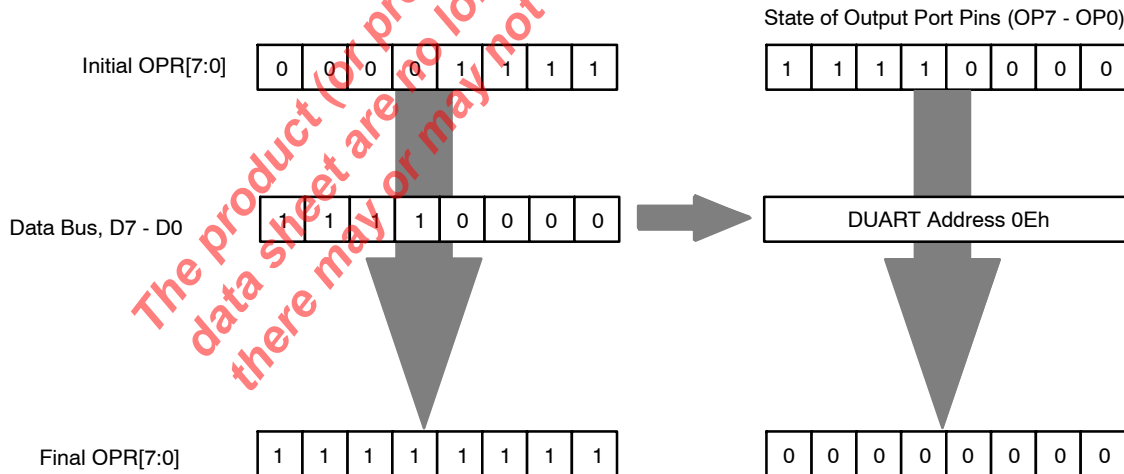 State of Output Port Pins (OP7 - OP0)
Initial OPR[7:0] 0 0 0 0 1 1 1 1
1 1 1 1 0 0 0 0
Data Bus, D7 - D0 1 1 1 1 0 0 0 0
DUART Address 0Eh
Final OPR[7:0] 1 1 1 1 1 1 1 1
0 0 0 0 0 0 0 0
The product (or pr
data sheet are no lo
there may or may not